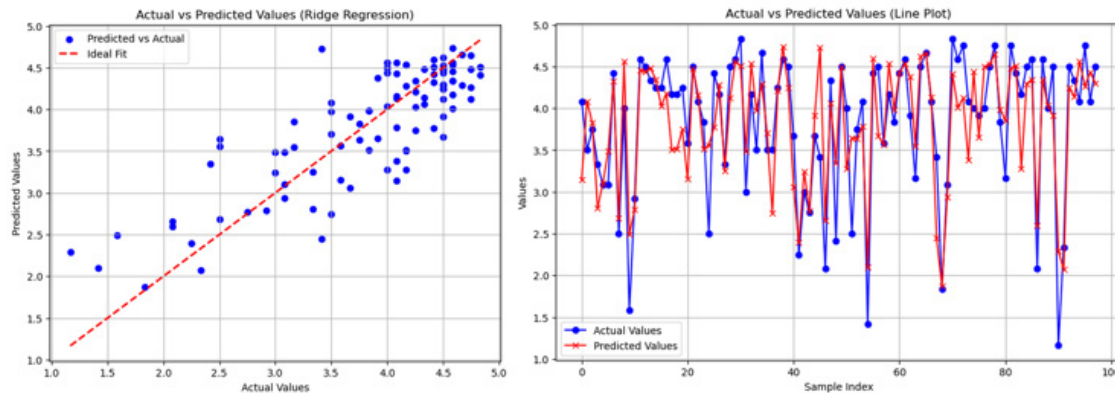 Actual vs Predicted Values (Ridge Regression)
Predicted vs Actual
Ideal Fit
Predicted Values
5.0
4.5
4.0
3.5
3.0
2.5
2.0
1.5
1.0
1.0 1.5 2.0 2.5 3.0 3.5 4.0 4.5 5.0
Actual Values
Actual vs Predicted Values (Line Plot)
Values
5.0
4.5
4.0
3.5
3.0
2.5
2.0
1.5
1.0
Actual Values
Predicted Values
0 20 40 60 80 100
Sample Index